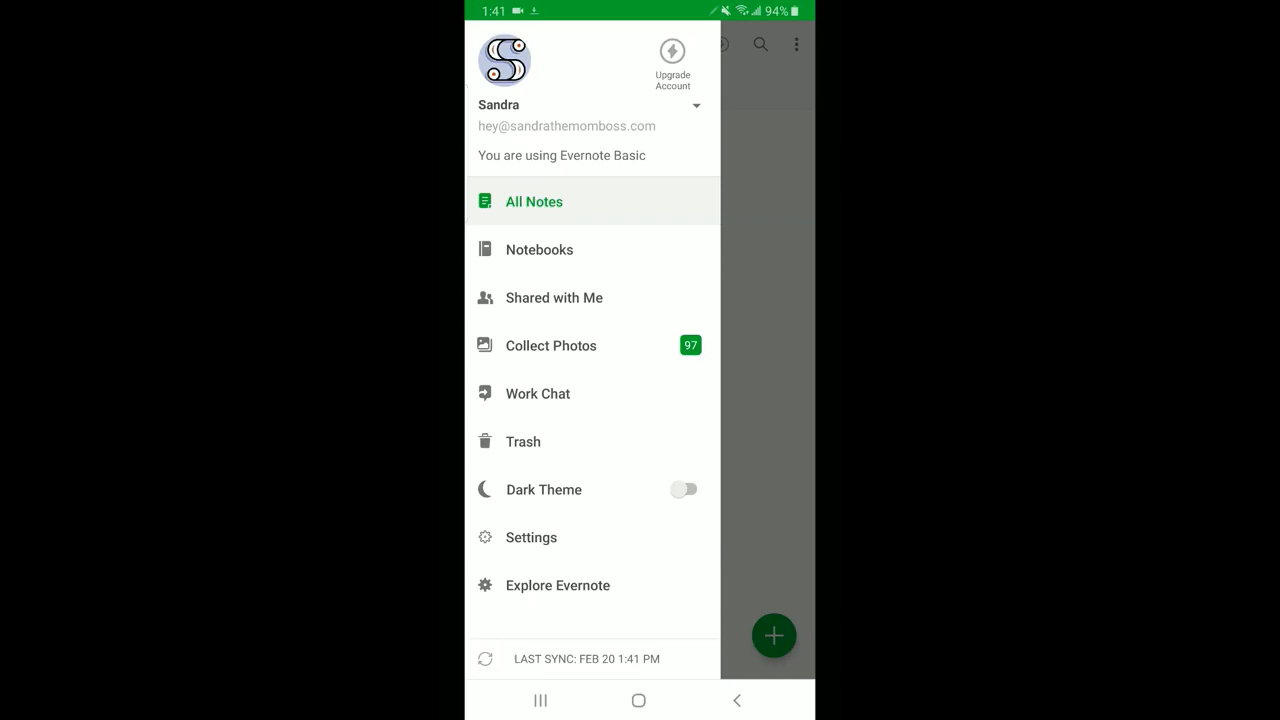 1:41
94%
Upgrade
Account
Sandra
hey@sandrathemomboss.com
You are using Evernote Basic
All Notes
Notebooks
Shared with Me
Collect Photos 97
Work Chat
Trash
Dark Theme
Settings
Explore Evernote
LAST SYNC: FEB 20 1:41 PM